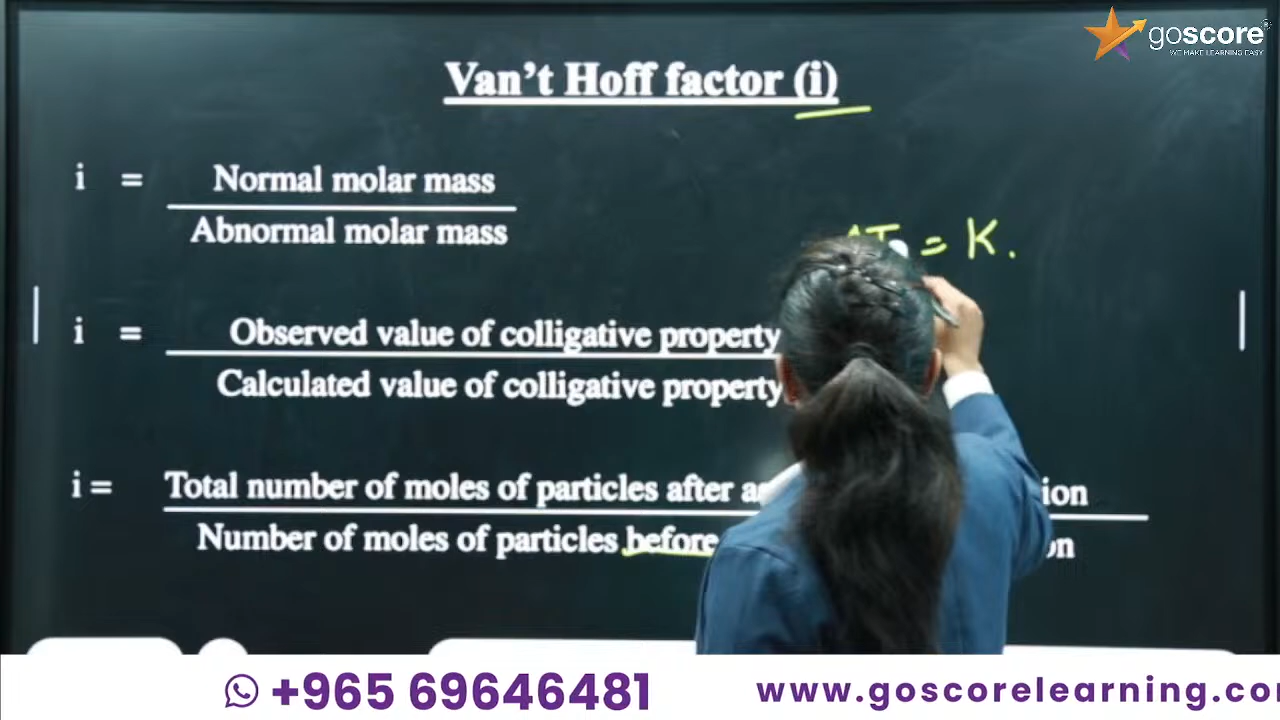 goscore
WE MAKE LEARNING EASY
Van't Hoff factor (i)
i = Normal molar mass
Abnormal molar mass
= K.
i = Observed value of colligative property
Calculated value of colligative property
i = Total number of moles of particles after
Number of moles of particles before
+965 69646481
www.goscorelearning.co